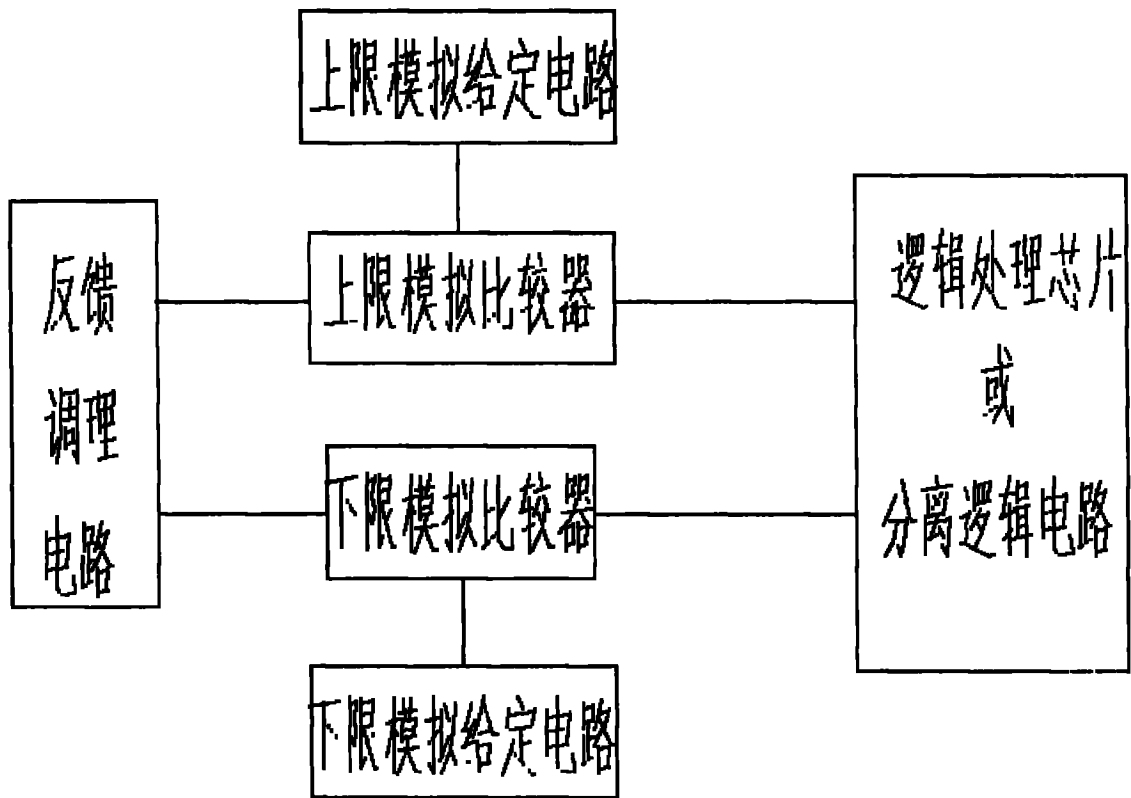 上限模拟给定电路
反馈
调理
电路
上限模拟比较器
下限模拟比较器
下限模拟给定电路
逻辑处理芯片
或
分离逻辑电路